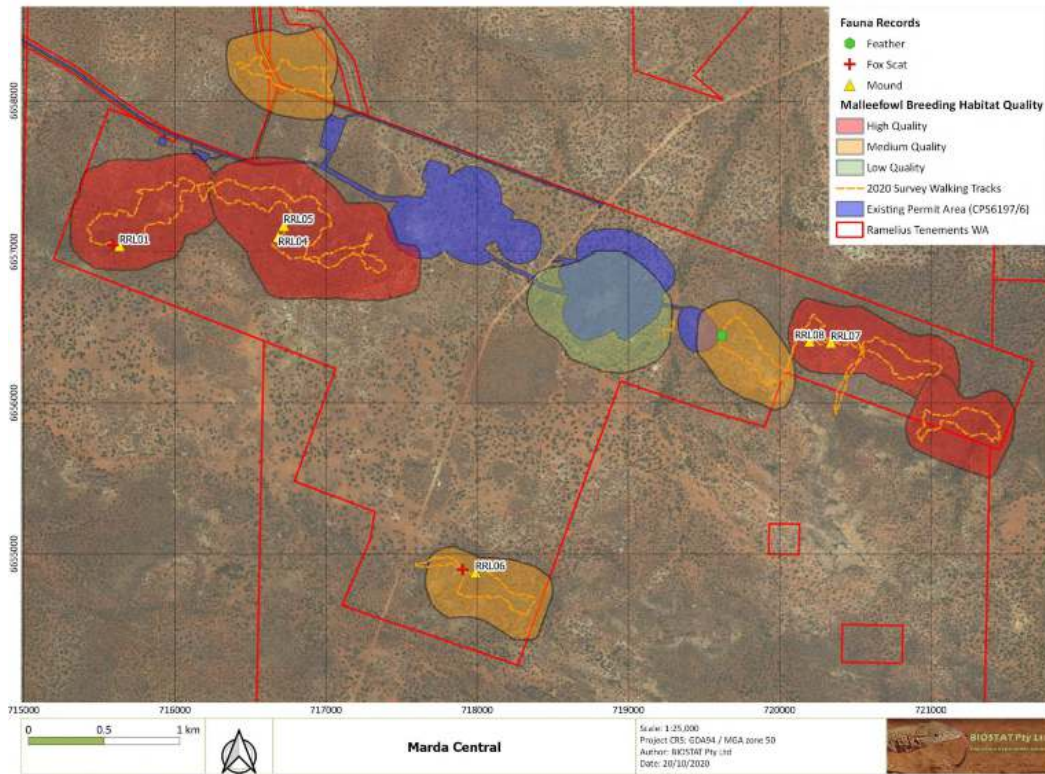 Fauna Records
Feather
Fox Scat
Mound
Malleefowl Breeding Habitat Quality
High Quality
Medium Quality
Low Quality
2020 Survey Walking Tracks
Existing Permit Area (CPS6197/6)
Ramelius Tenements WA
6658000
6657000
6656000
6655000
RRL01
RRL05
RRL04
RRL08
RRL07
RRL06
715000
716000
717000
718000
719000
720000
721000
0 0.5 1 km
Marda Central
Scale: 1:25,000
Project CRS: GDA94 / MGA zone 50
Author: BIOSTAT Pty Ltd
Date: 20/10/2020
BIOSTAT Pty Lt